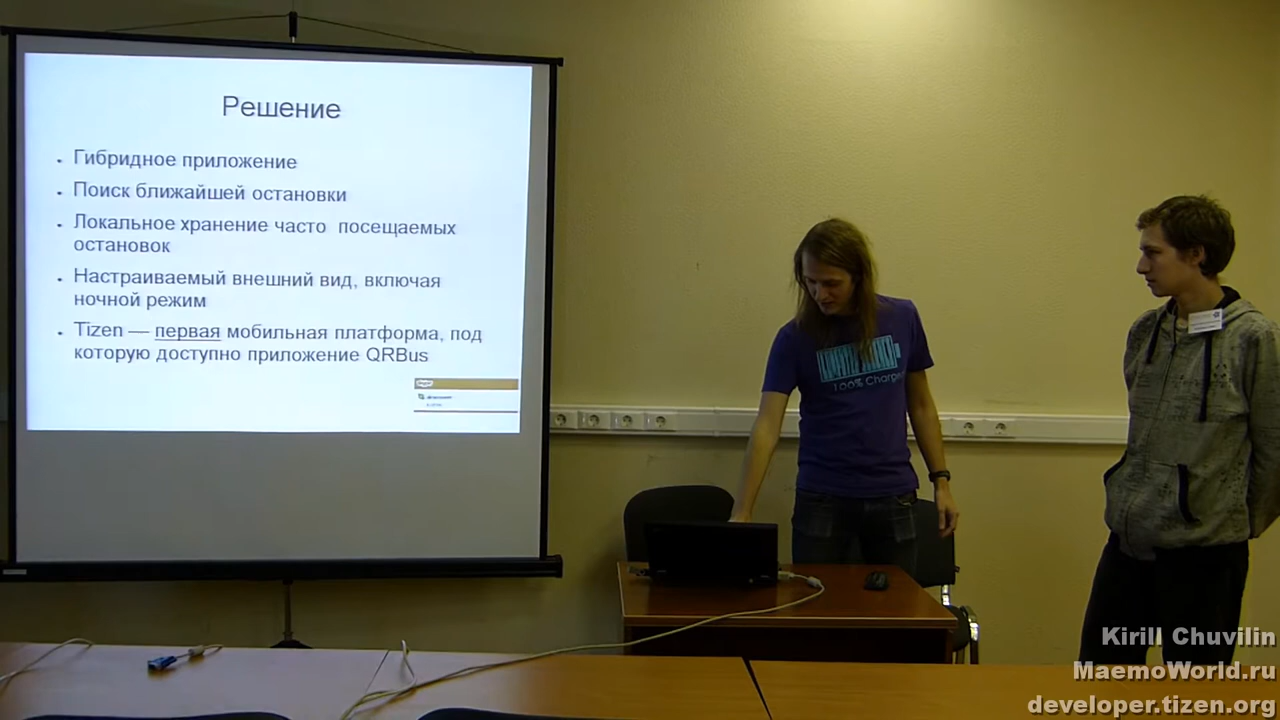 Решение
Гибридное приложение
Поиск ближайшей остановки
Локальное хранение часто посещаемых
остановок
Настраиваемый внешний вид, включая
ночной режим
Tizen — первая мобильная платформа, под
которую доступно приложение QRBus
100% Charged
Kirill Chuvilin
MaemoWorld.ru
developer.tizen.org